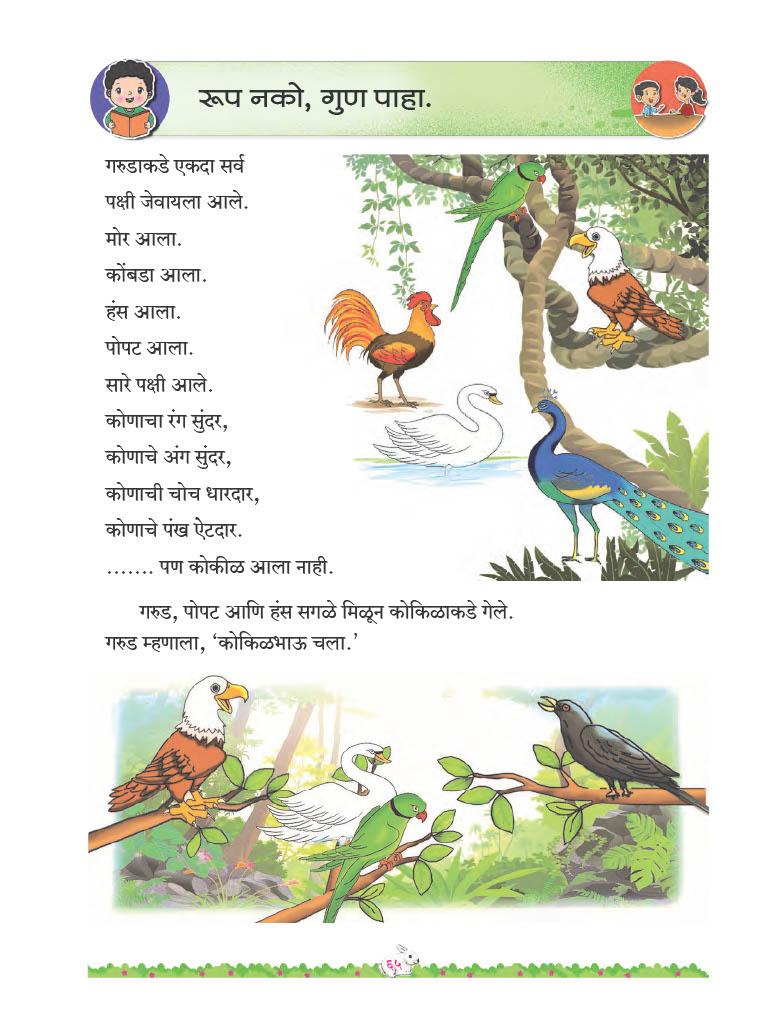 रूप नको, गुण पाहा.
गरुडाकडे एकदा सर्व
पक्षी जेवायला आले.
मोर आला.
कोंबडा आला.
हंस आला.
पोपट आला.
सारे पक्षी आले.
कोणाचा रंग सुंदर,
कोणाचे अंग सुंदर,
कोणाची चोच धारदार,
कोणाचे पंख ऐटदार.
....... पण कोकीळ आला नाही.
गरुड, पोपट आणि हंस सगळे मिळून कोकिळाकडे गेले.
गरुड म्हणाला, ‘कोकिळभाऊ चला.’
६५